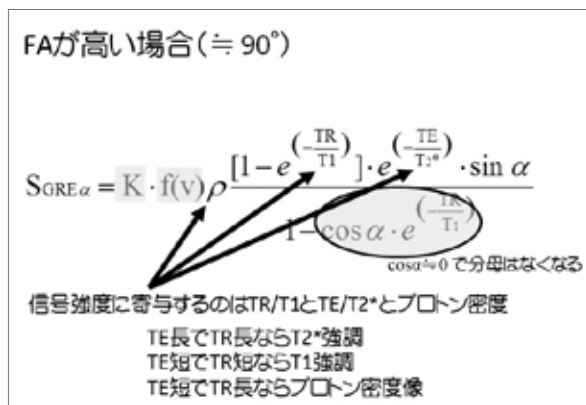 FAが高い場合(≒90°)
[1-e^(-TR/T1)]・e^(-TE/T2*)・sin α
SGREα = K・f(v)ρ
1-cosα・e^(-TR/T1)
cosα≒0で分母はなくなる
信号強度に寄与するのはTR/T1とTE/T2*とプロトン密度
TE長でTR長ならT2*強調
TE短でTR短ならT1強調
TE短でTR長ならプロトン密度像